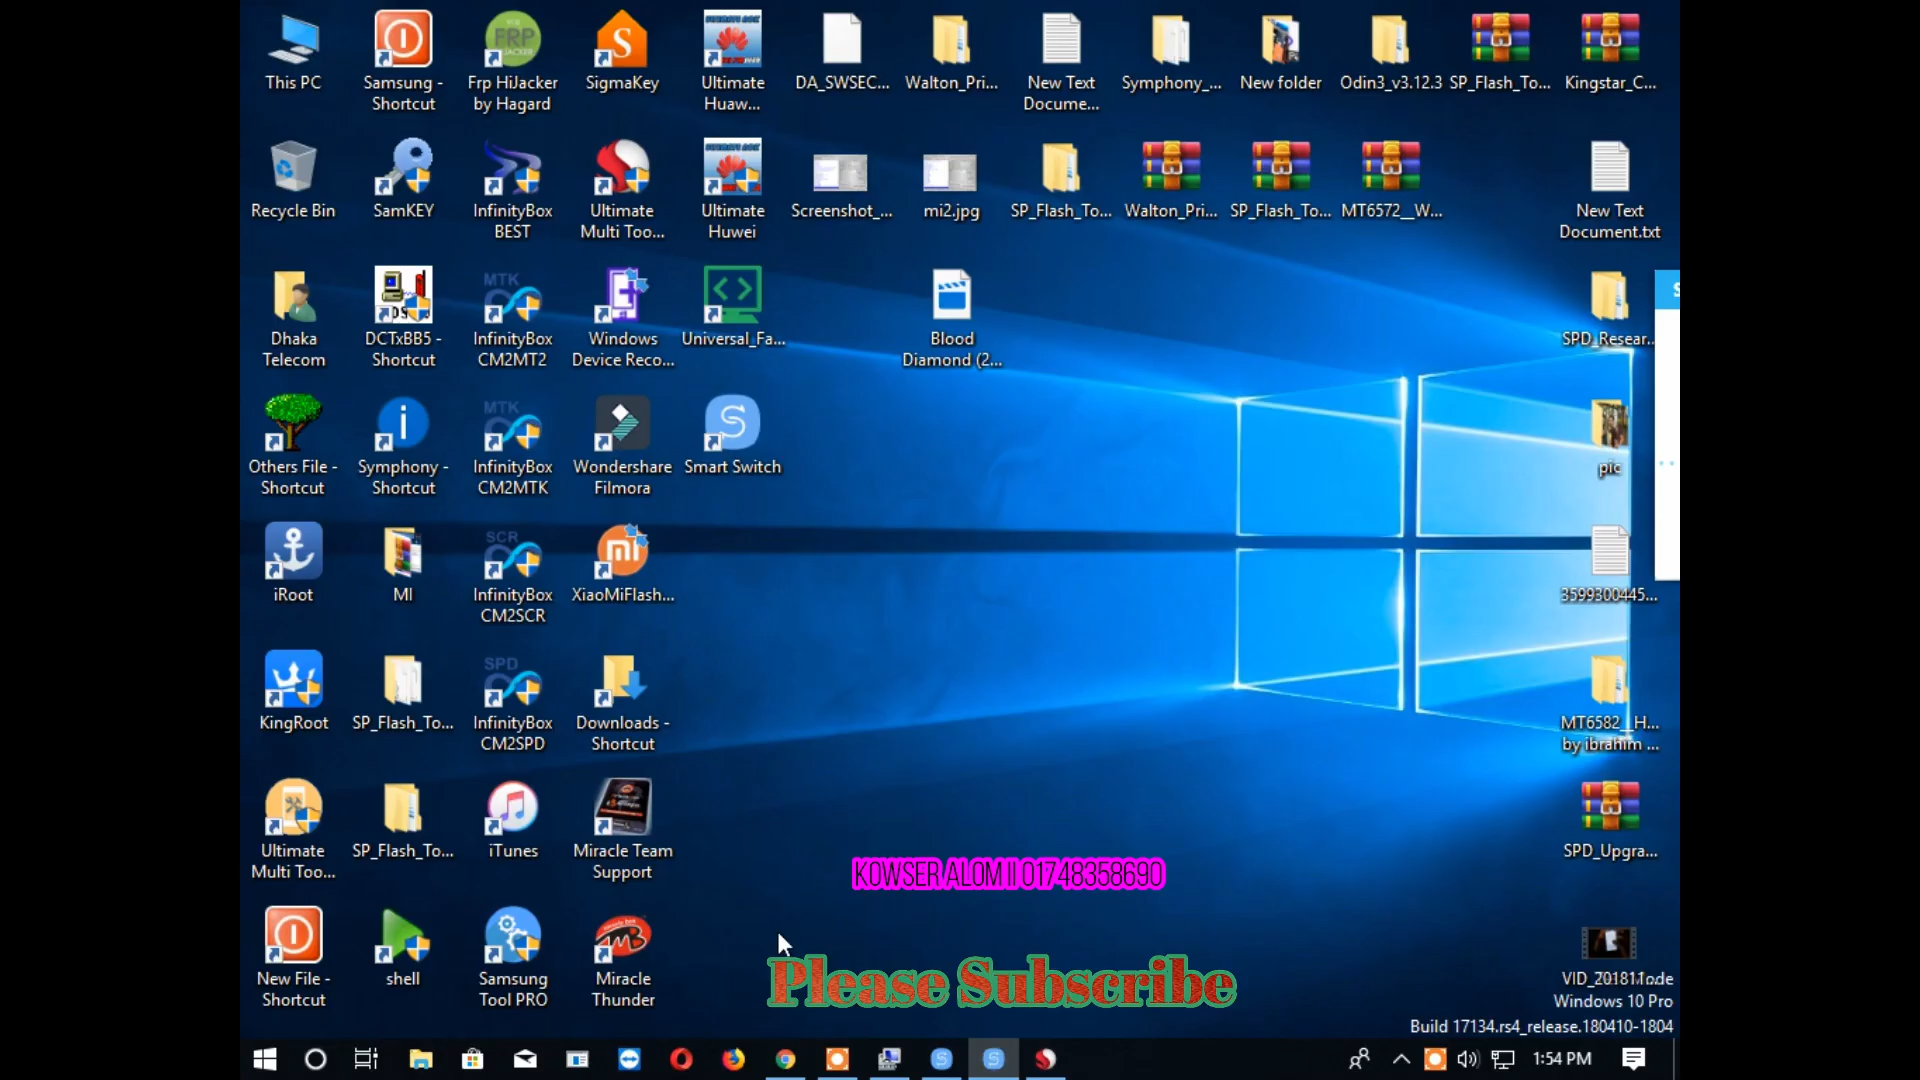 This PC
Samsung -
Shortcut
Frp HiJacker
by Hagard
SigmaKey
Ultimate
Huaw...
DA_SWSEC...
Walton_Pri...
New Text
Docume...
Symphony_...
New folder
Odin3_v3.12.3
SP_Flash_To...
Kingstar_C...
Recycle Bin
SamKEY
InfinityBox
BEST
Ultimate
Multi Too...
Ultimate
Huwei
Screenshot_...
mi2.jpg
SP_Flash_To...
Walton_Pri...
SP_Flash_To...
MT6572__W...
New Text
Document.txt
Dhaka
Telecom
DCTxBB5 -
Shortcut
MTK
InfinityBox
CM2MT2
Windows
Device Reco...
Universal_Fa...
Blood
Diamond (2...
SPD_Resear...
Others File -
Shortcut
Symphony -
Shortcut
MTK
InfinityBox
CM2MTK
Wondershare
Filmora
Smart Switch
pic
iRoot
MI
SCR
InfinityBox
CM2SCR
XiaoMiFlash...
3599300445...
KingRoot
SP_Flash_To...
SPD
InfinityBox
CM2SPD
Downloads -
Shortcut
MT6582__H...
by ibrahim ...
Ultimate
Multi Too...
SP_Flash_To...
iTunes
Miracle Team
Support
SPD_Upgra...
KOWSER ALOM II 01748358690
New File -
Shortcut
shell
Samsung
Tool PRO
Miracle
Thunder
Please Subscribe
Windows 10 Pro
Build 17134.rs4_release.180410-1804
1:54 PM